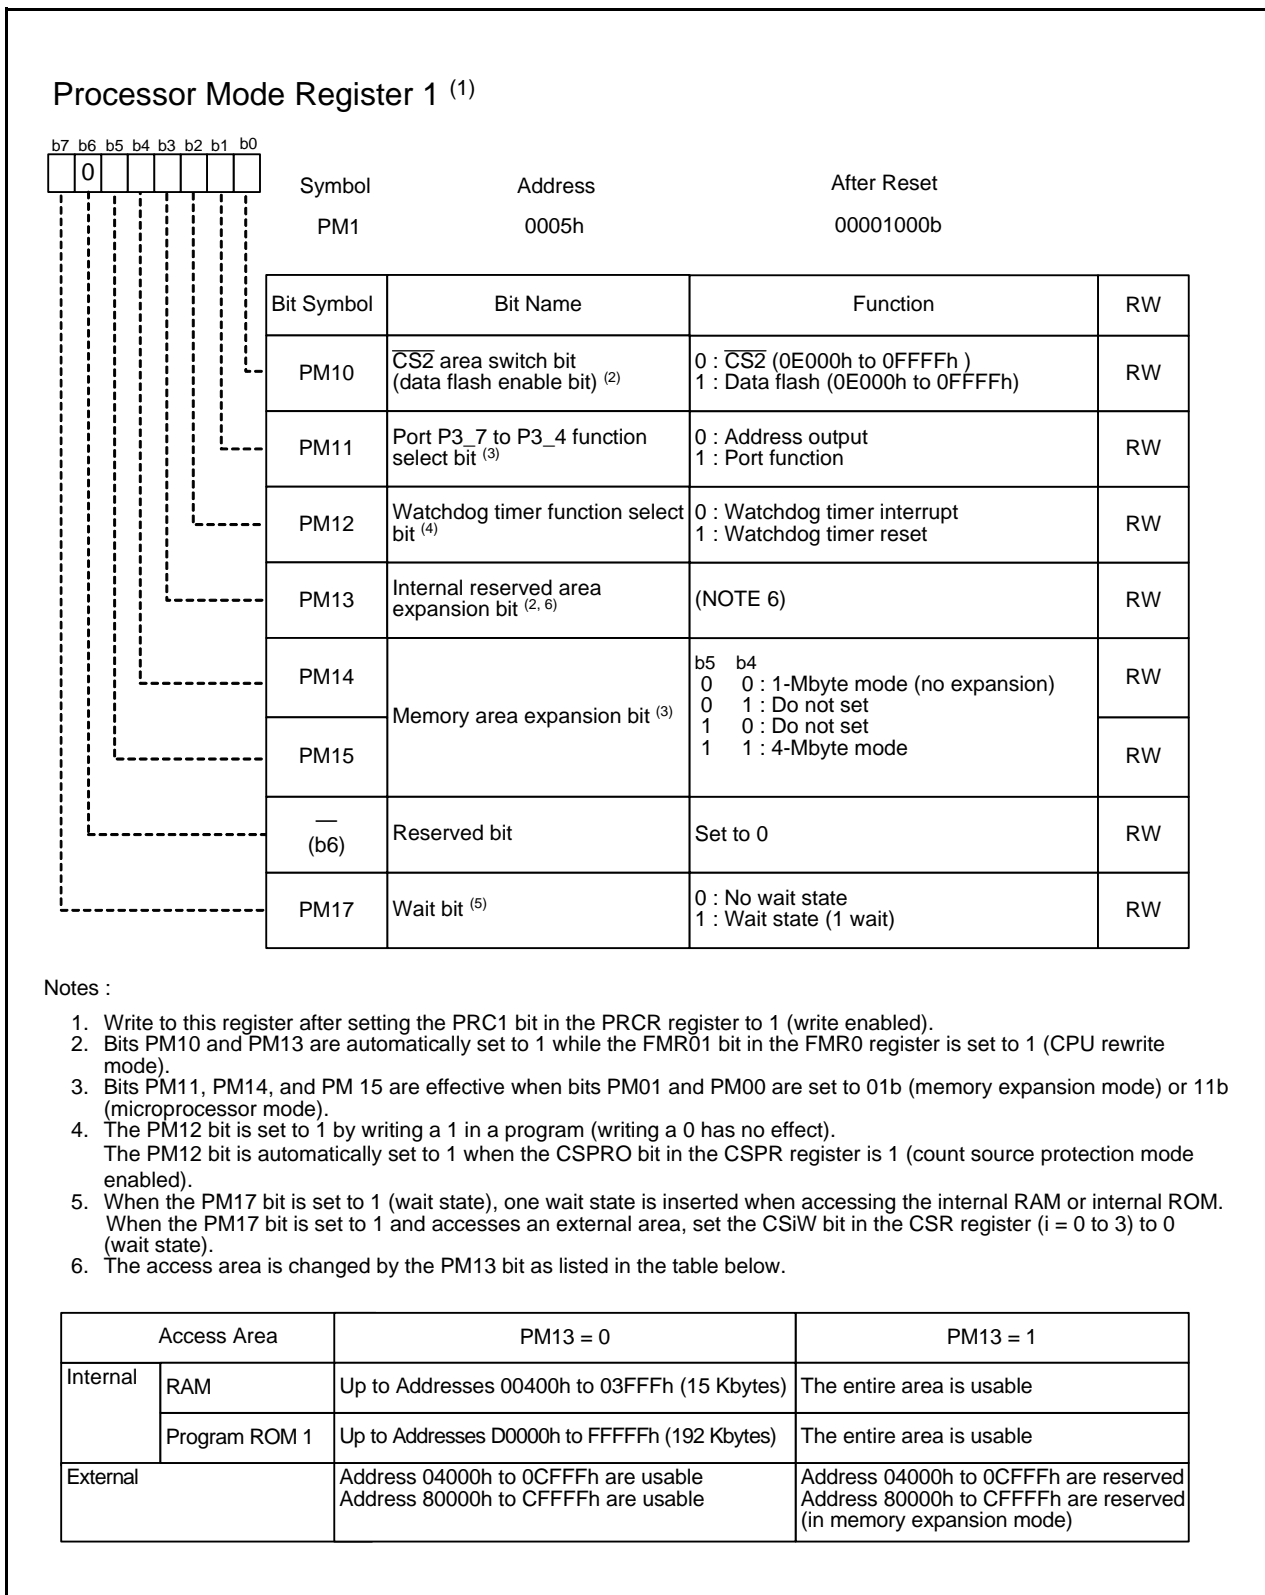 Processor Mode Register 1 (1)
b7 b6 b5 b4 b3 b2 b1 b0
0
Symbol Address After Reset
PM1 0005h 00001000b
Bit Symbol Bit Name Function RW
PM10 CS2 area switch bit (data flash enable bit) (2) 0 : CS2 (0E000h to 0FFFFh ) RW
1 : Data flash (0E000h to 0FFFFh)
PM11 Port P3_7 to P3_4 function select bit (3) 0 : Address output RW
1 : Port function
PM12 Watchdog timer function select bit (4) 0 : Watchdog timer interrupt RW
1 : Watchdog timer reset
PM13 Internal reserved area expansion bit (2, 6) (NOTE 6) RW
PM14 Memory area expansion bit (3) b5 b4 RW
0 0 : 1-Mbyte mode (no expansion)
0 1 : Do not set
1 0 : Do not set
1 1 : 4-Mbyte mode
PM15 RW
— (b6) Reserved bit Set to 0 RW
PM17 Wait bit (5) 0 : No wait state RW
1 : Wait state (1 wait)
Notes :
1. Write to this register after setting the PRC1 bit in the PRCR register to 1 (write enabled).
2. Bits PM10 and PM13 are automatically set to 1 while the FMR01 bit in the FMR0 register is set to 1 (CPU rewrite
mode).
3. Bits PM11, PM14, and PM 15 are effective when bits PM01 and PM00 are set to 01b (memory expansion mode) or 11b
(microprocessor mode).
4. The PM12 bit is set to 1 by writing a 1 in a program (writing a 0 has no effect).
The PM12 bit is automatically set to 1 when the CSPRO bit in the CSPR register is 1 (count source protection mode
enabled).
5. When the PM17 bit is set to 1 (wait state), one wait state is inserted when accessing the internal RAM or internal ROM.
When the PM17 bit is set to 1 and accesses an external area, set the CSiW bit in the CSR register (i = 0 to 3) to 0
(wait state).
6. The access area is changed by the PM13 bit as listed in the table below.
Access Area PM13 = 0 PM13 = 1
Internal RAM Up to Addresses 00400h to 03FFFh (15 Kbytes) The entire area is usable
Program ROM 1 Up to Addresses D0000h to FFFFFh (192 Kbytes) The entire area is usable
External Address 04000h to 0CFFFh are usable Address 04000h to 0CFFFh are reserved
Address 80000h to CFFFFh are usable Address 80000h to CFFFFh are reserved
(in memory expansion mode)